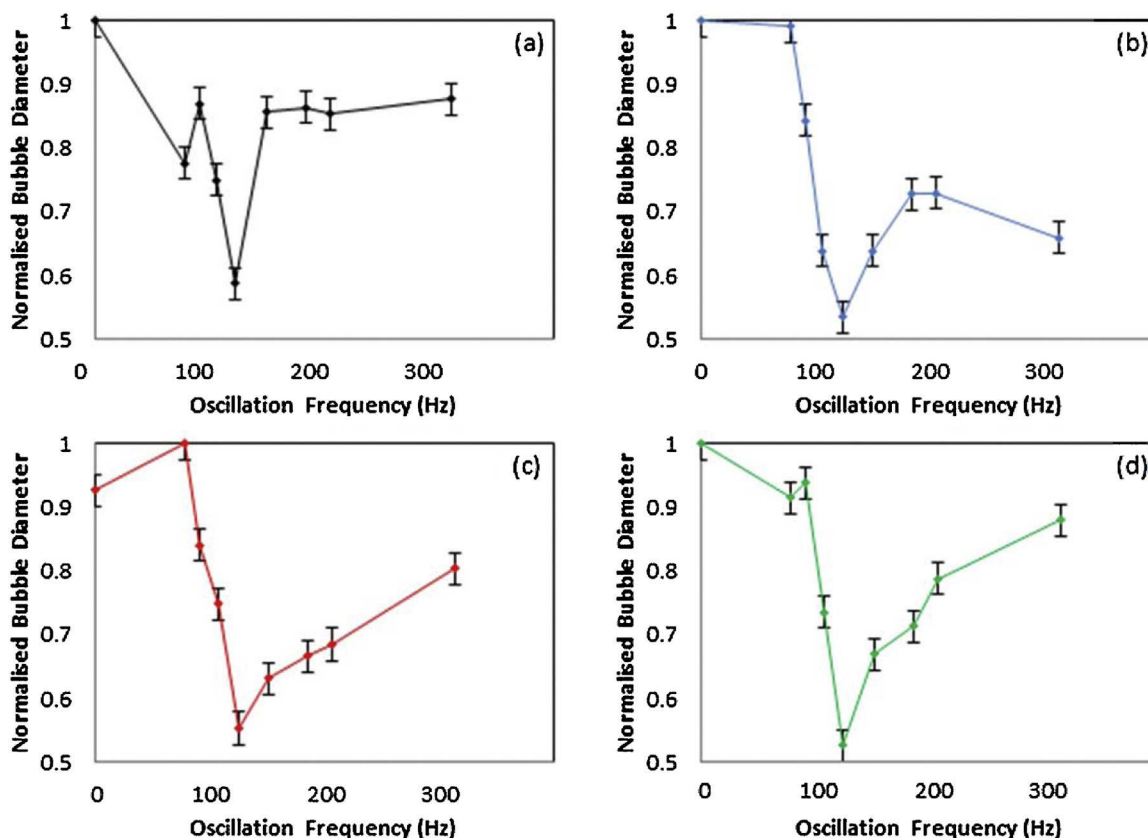 (a)
Normalised Bubble Diameter
1
0.9
0.8
0.7
0.6
0.5
0 100 200 300
Oscillation Frequency (Hz)
(b)
Normalised Bubble Diameter
1
0.9
0.8
0.7
0.6
0.5
0 100 200 300
Oscillation Frequency (Hz)
(c)
Normalised Bubble Diameter
1
0.9
0.8
0.7
0.6
0.5
0 100 200 300
Oscillation Frequency (Hz)
(d)
Normalised Bubble Diameter
1
0.9
0.8
0.7
0.6
0.5
0 100 200 300
Oscillation Frequency (Hz)